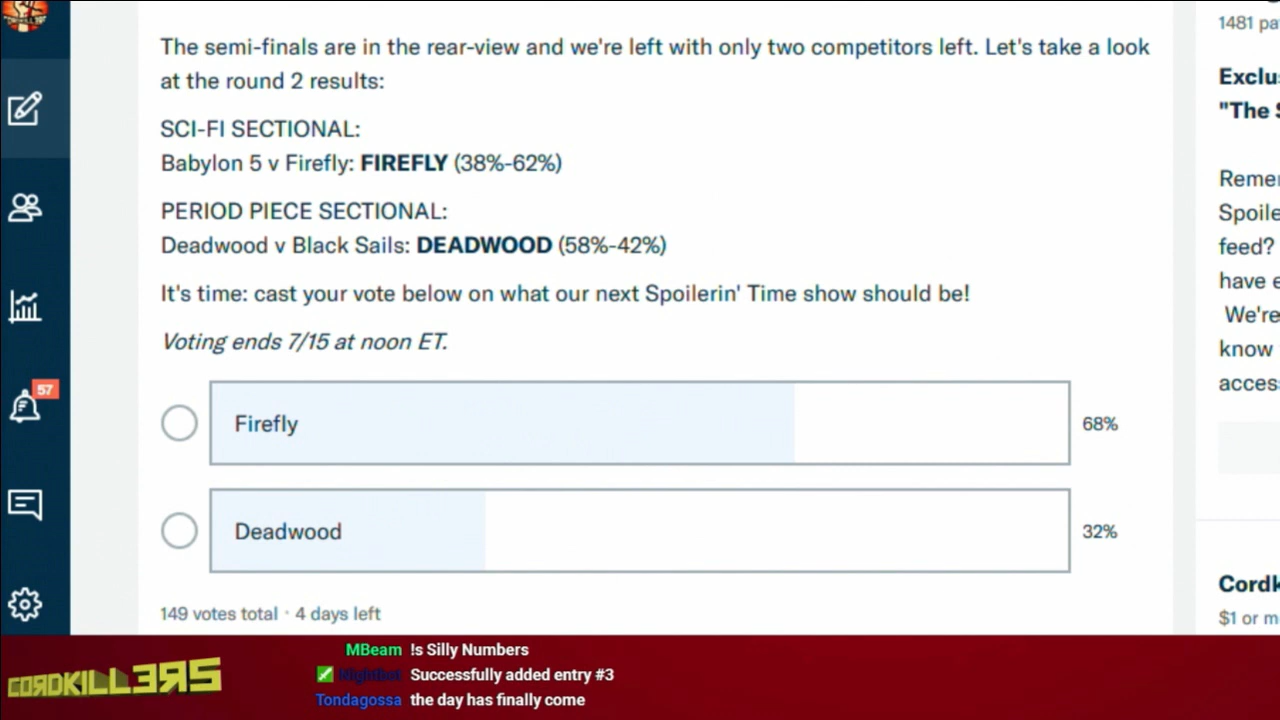 The semi-finals are in the rear-view and we're left with only two competitors left. Let's take a look
at the round 2 results:
SCI-FI SECTIONAL:
Babylon 5 v Firefly: FIREFLY (38%-62%)
PERIOD PIECE SECTIONAL:
Deadwood v Black Sails: DEADWOOD (58%-42%)
It's time: cast your vote below on what our next Spoilerin' Time show should be!
Voting ends 7/15 at noon ET.
Firefly
68%
Deadwood
32%
149 votes total · 4 days left
57
1481 pa
Exclu
"The S
Remen
Spoile
feed?
have e
We're
know
access
Cordk
$1 or m
CORDKILLERS
MBeam !s Silly Numbers
Nightbot Successfully added entry #3
Tondagossa the day has finally come